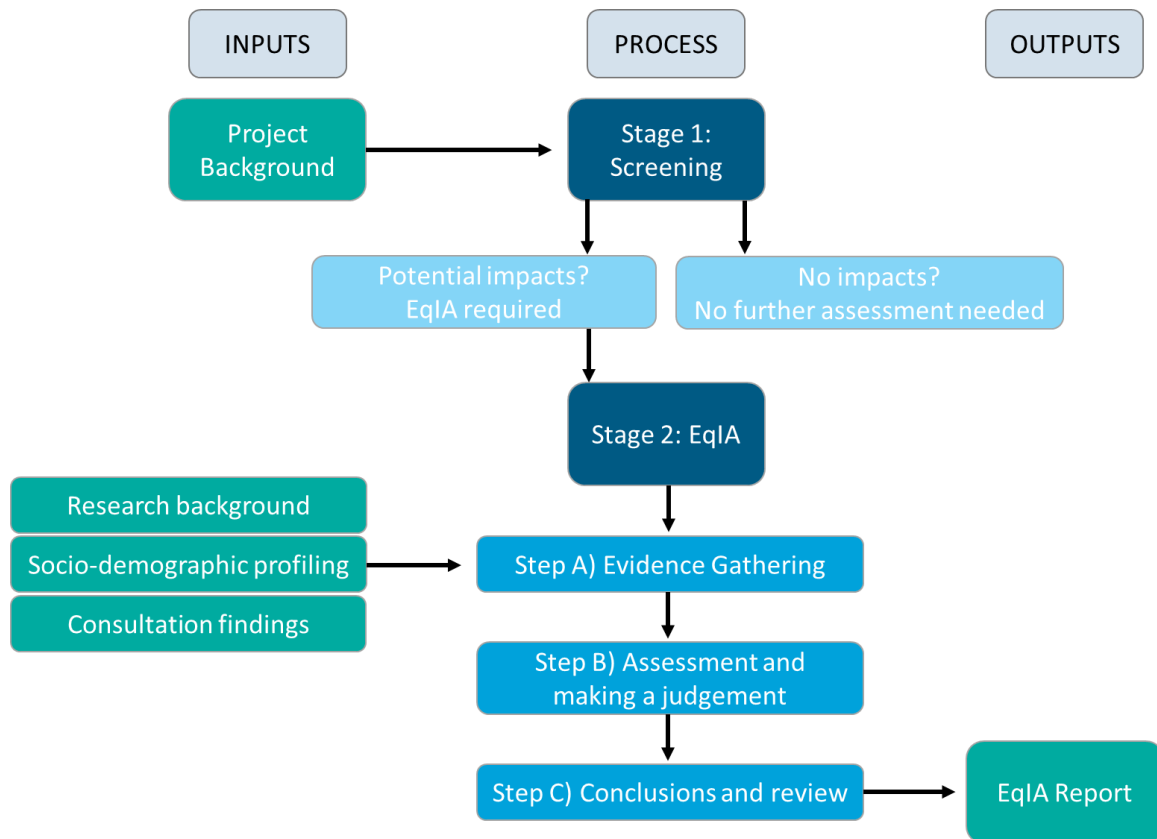 INPUTS
PROCESS
OUTPUTS
Project
Background
Stage 1:
Screening
Potential impacts?
EqIA required
No impacts?
No further assessment needed
Stage 2: EqIA
Research background
Socio-demographic profiling
Consultation findings
Step A) Evidence Gathering
Step B) Assessment and
making a judgement
Step C) Conclusions and review
EqIA Report